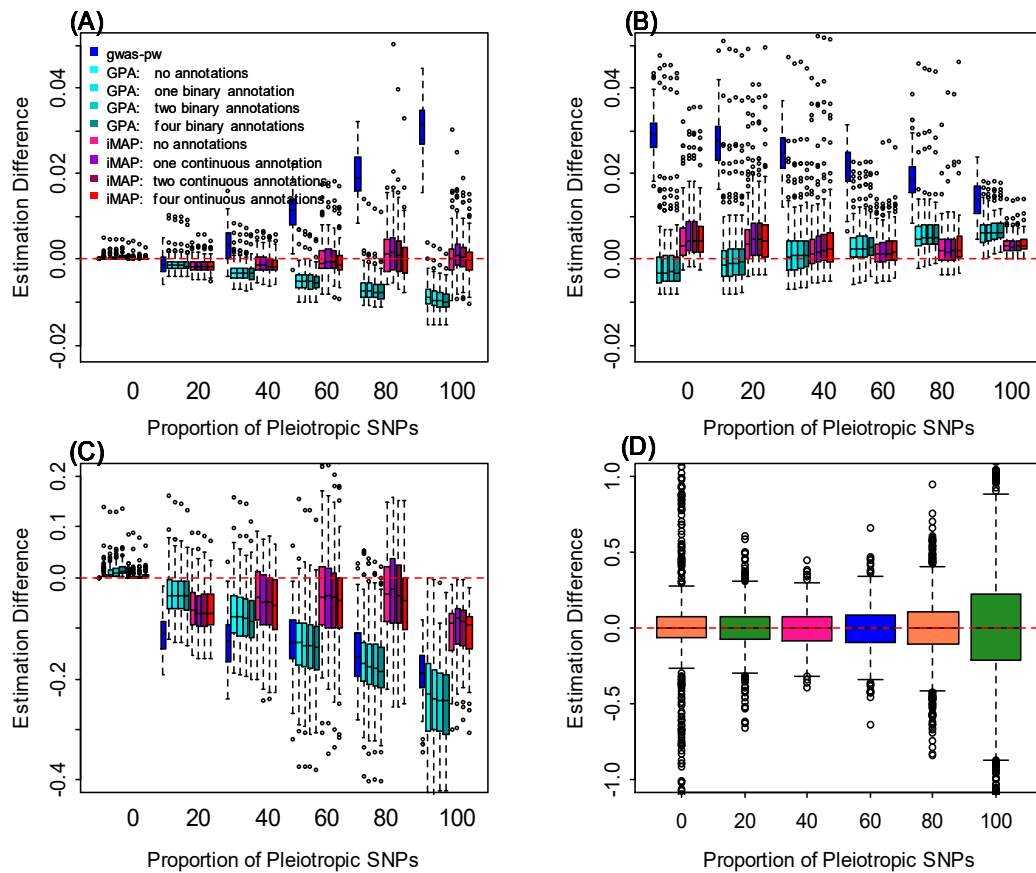 (A)
Estimation Difference
0.04
0.02
0.00
-0.02
gwas-pw
GPA: no annotations
GPA: one binary annotation
GPA: two binary annotations
GPA: four binary annotations
iMAP: no annotations
iMAP: one continuous annotation
iMAP: two continuous annotations
iMAP: four ontinuous annotations
0 20 40 60 80 100
Proportion of Pleiotropic SNPs
(B)
Estimation Difference
0.04
0.02
0.00
-0.02
0 20 40 60 80 100
Proportion of Pleiotropic SNPs
(C)
Estimation Difference
0.2
0.1
0.0
-0.2
-0.4
0 20 40 60 80 100
Proportion of Pleiotropic SNPs
(D)
Estimation Difference
1.0
0.5
0.0
-0.5
-1.0
0 20 40 60 80 100
Proportion of Pleiotropic SNPs